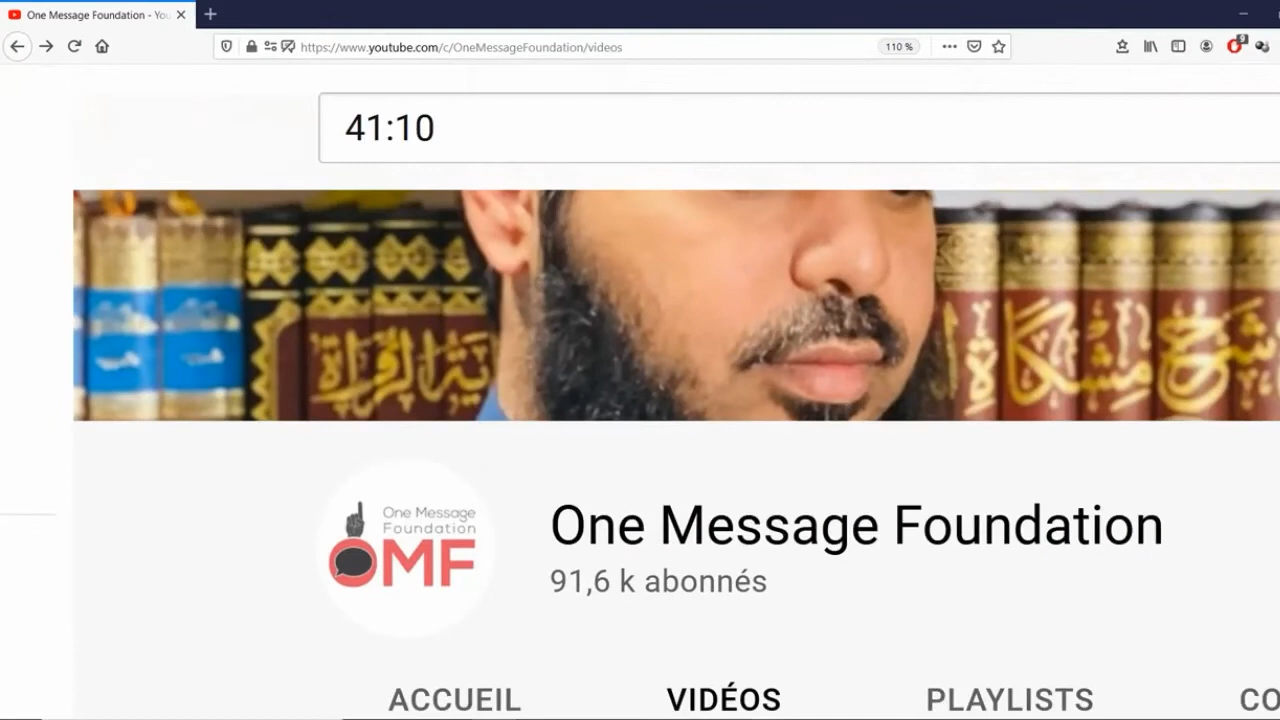 One Message Foundation - You
https://www.youtube.com/c/OneMessageFoundation/videos
110 %
41:10
One Message
Foundation
OMF
One Message Foundation
91,6 k abonnés
ACCUEIL VIDÉOS PLAYLISTS CO